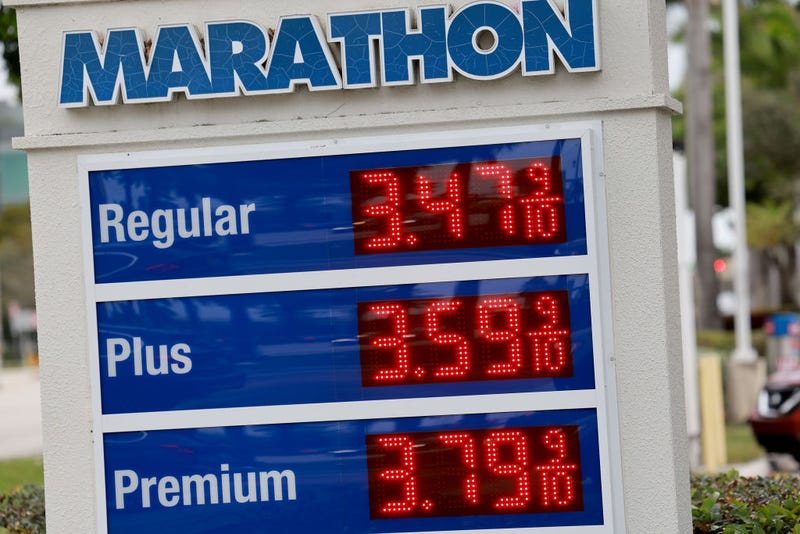 MARATHON
Regular 3.47 9/10
Plus 3.59 9/10
Premium 3.79 9/10